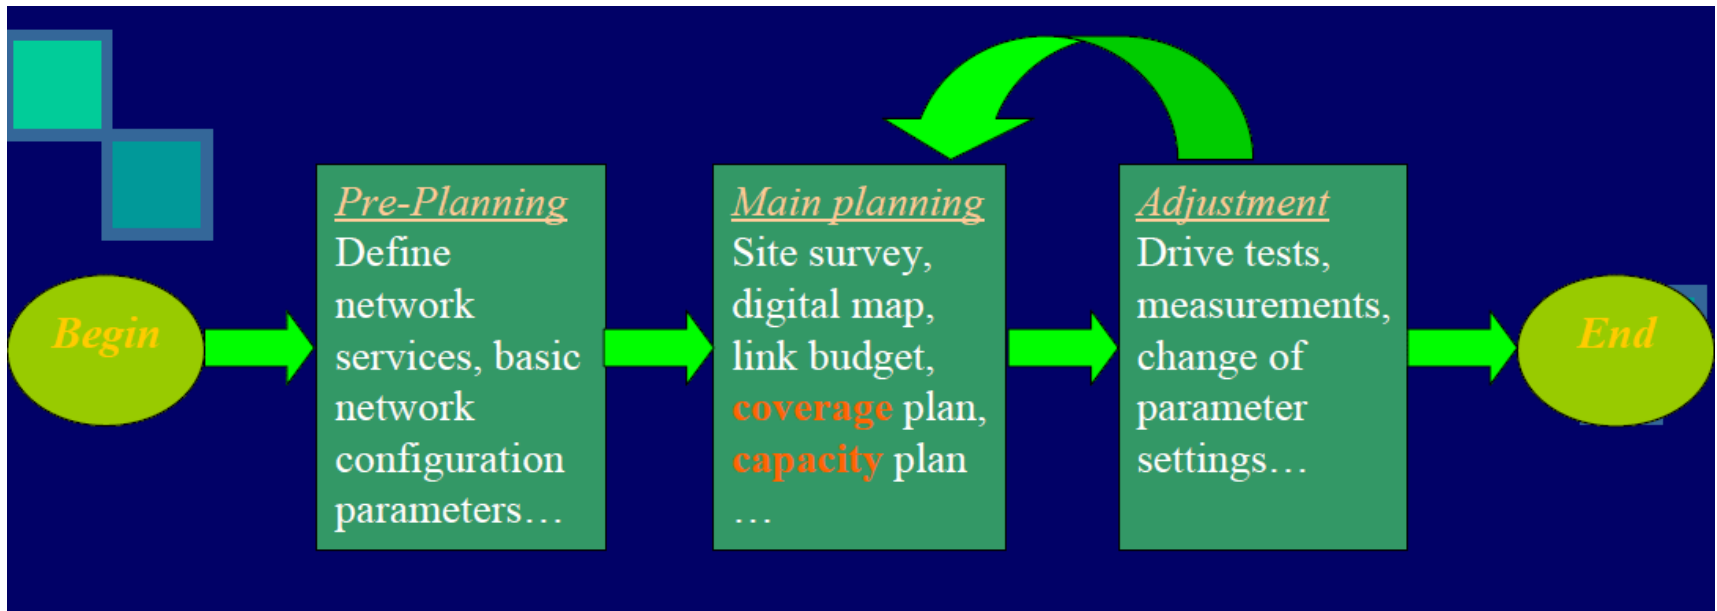 Begin
Pre-Planning
Define
network
services, basic
network
configuration
parameters…
Main planning
Site survey,
digital map,
link budget,
coverage plan,
capacity plan
…
Adjustment
Drive tests,
measurements,
change of
parameter
settings…
End